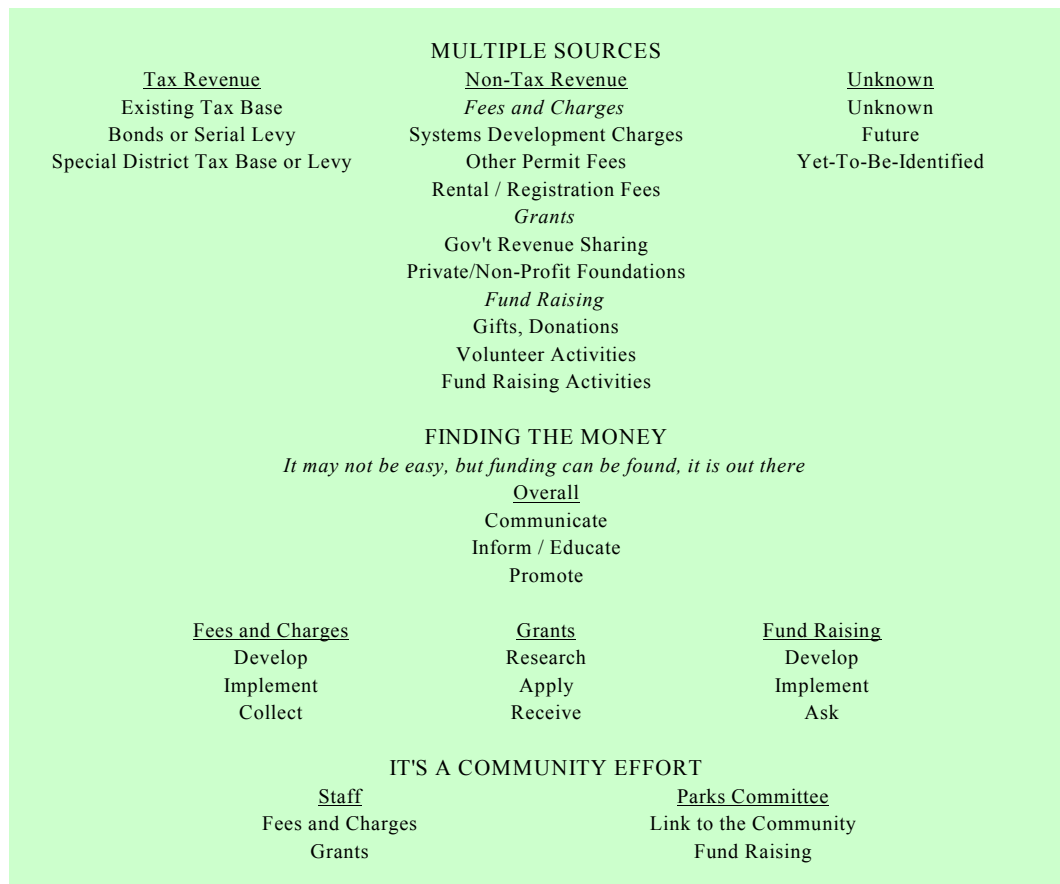 MULTIPLE SOURCES
Tax Revenue Non-Tax Revenue Unknown
Existing Tax Base Fees and Charges Unknown
Bonds or Serial Levy Systems Development Charges Future
Special District Tax Base or Levy Other Permit Fees Yet-To-Be-Identified
Rental / Registration Fees
Grants
Gov't Revenue Sharing
Private/Non-Profit Foundations
Fund Raising
Gifts, Donations
Volunteer Activities
Fund Raising Activities
FINDING THE MONEY
It may not be easy, but funding can be found, it is out there
Overall
Communicate
Inform / Educate
Promote
Fees and Charges Grants Fund Raising
Develop Research Develop
Implement Apply Implement
Collect Receive Ask
IT'S A COMMUNITY EFFORT
Staff Parks Committee
Fees and Charges Link to the Community
Grants Fund Raising